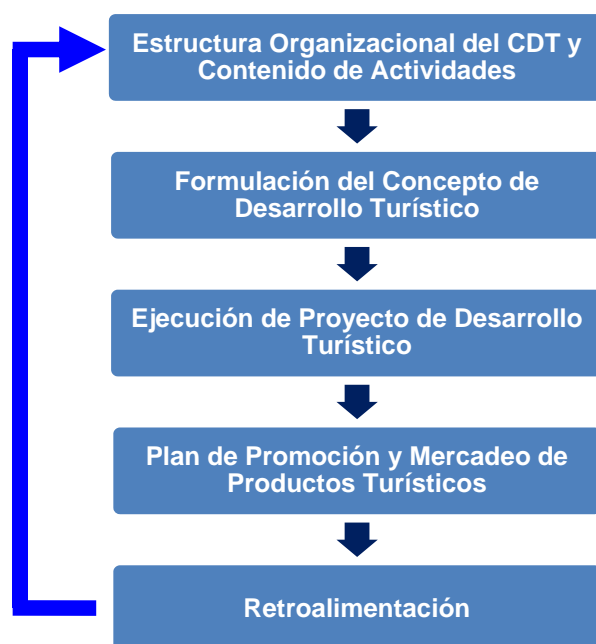 Estructura Organizacional del CDT y
Contenido de Actividades
Formulación del Concepto de
Desarrollo Turístico
Ejecución de Proyecto de Desarrollo
Turístico
Plan de Promoción y Mercadeo de
Productos Turísticos
Retroalimentación